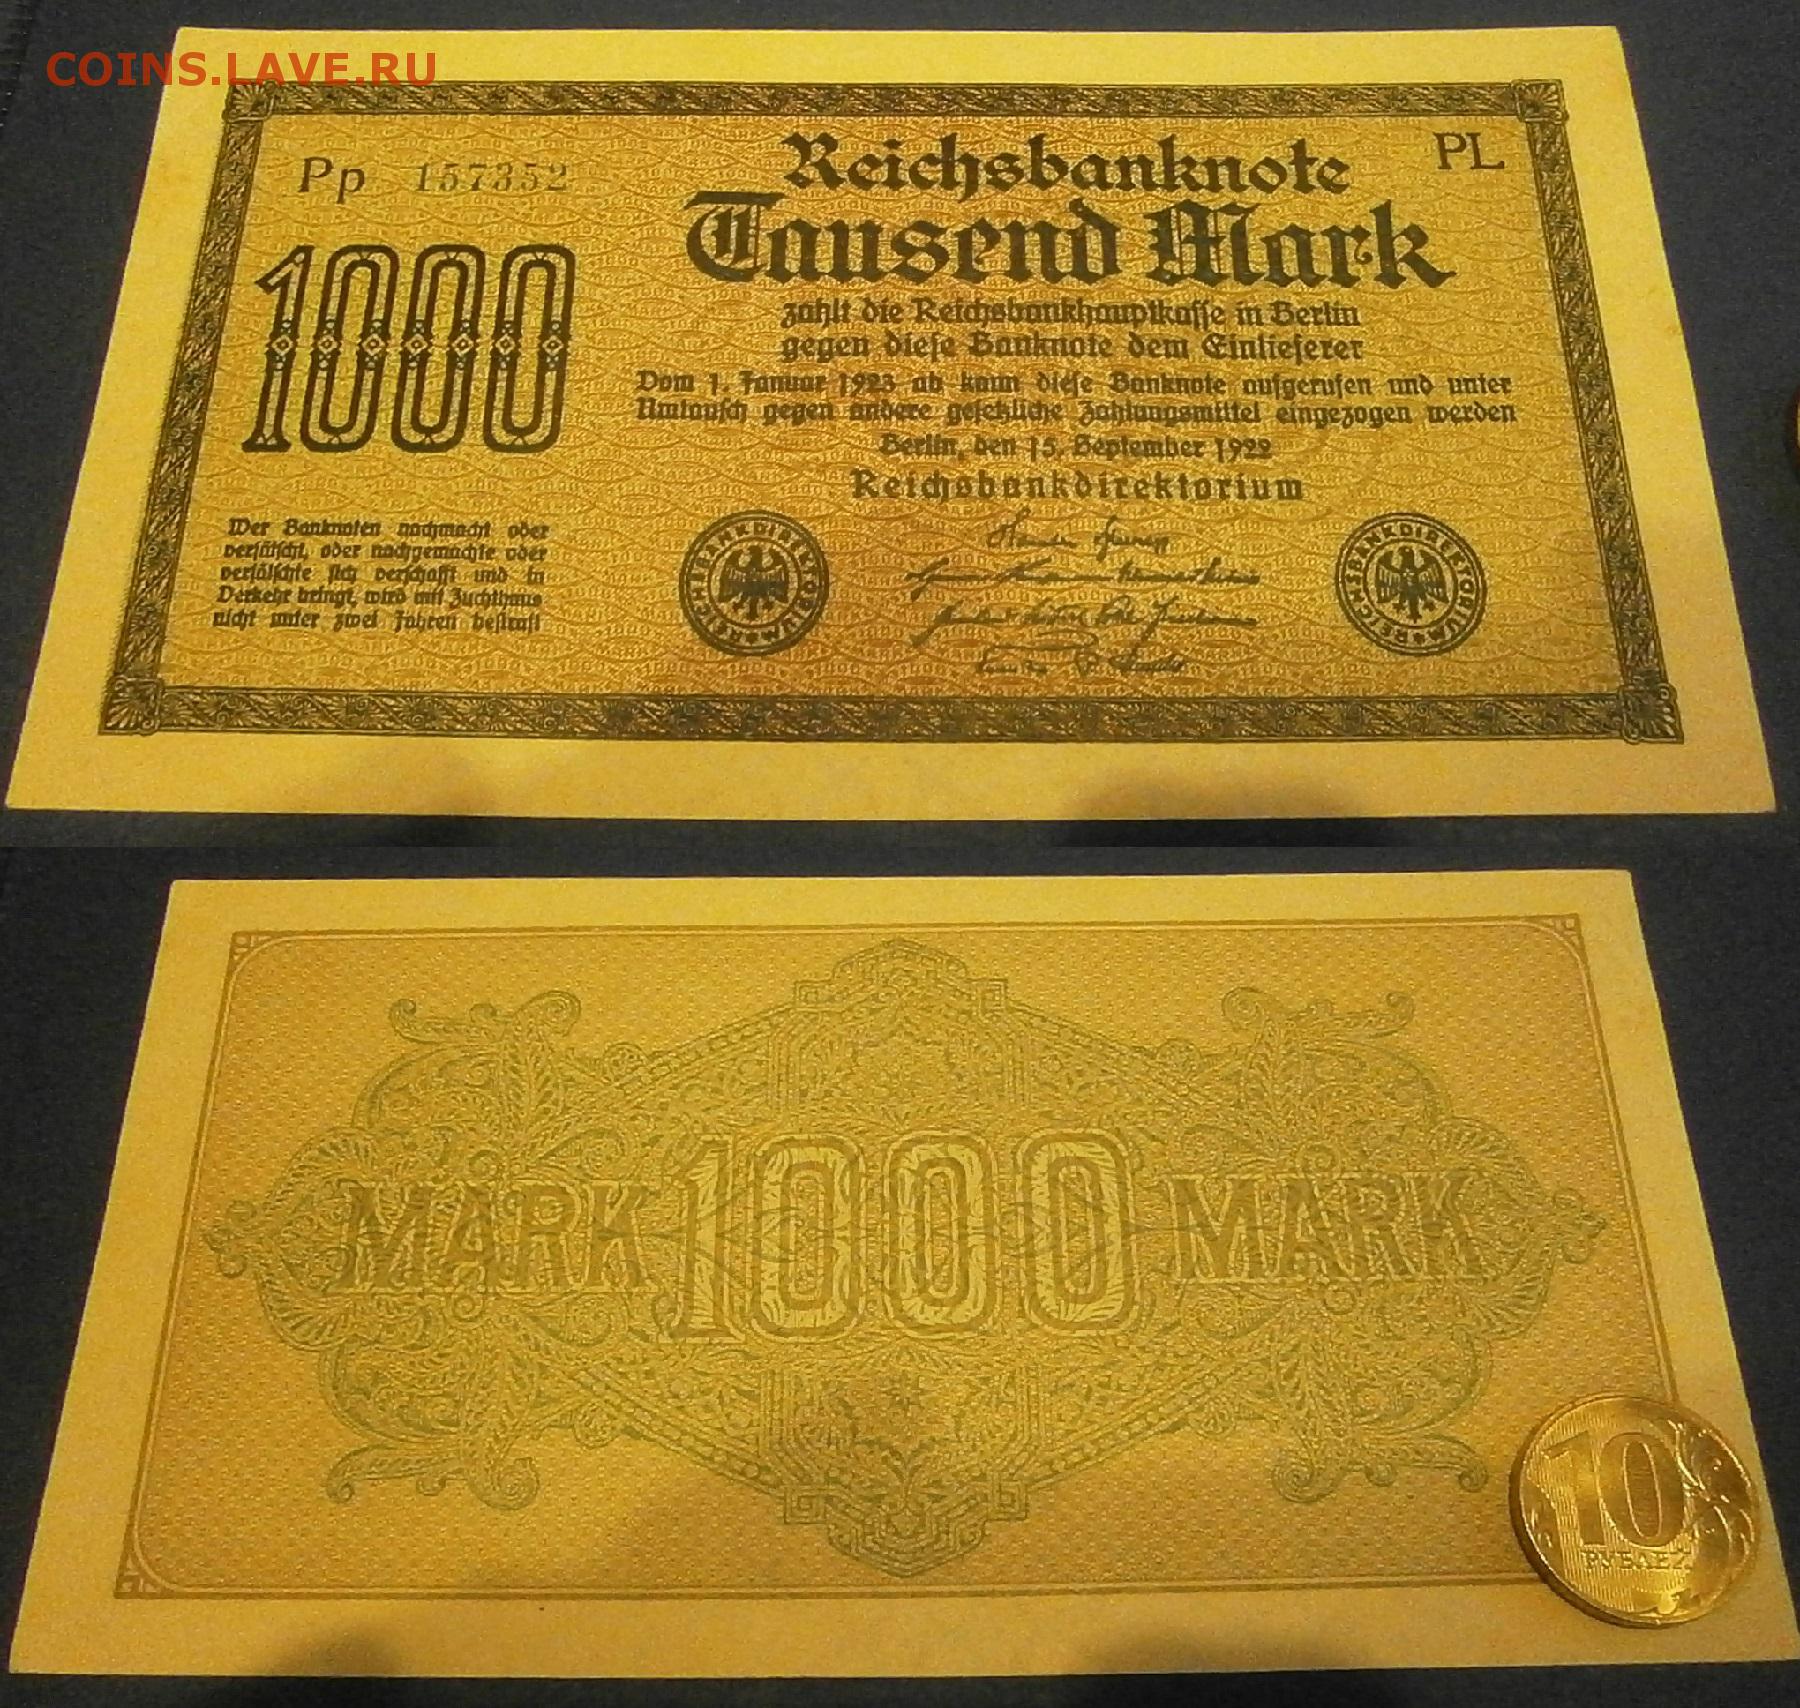 COINS.LAVE.RU
Pp 157352
Reichsbanknote
PL
Tausend Mark
1000
zahlt die Reichsbankhauptkasse in Berlin
gegen diese Banknote dem Einlieferer
Vom 1. Januar 1923 ab kann diese Banknote aufgerufen und unter
Umtausch gegen andere gesetzliche Zahlungsmittel eingezogen werden
Berlin, den 15. September 1922
Reichsbankdirektorium
Wer Banknoten nachmacht oder
verfälscht, oder nachgemachte oder
verfälschte sich verschafft und in
Verkehr bringt, wird mit Zuchthaus
nicht unter zwei Jahren bestraft
REICHSBANKDIREKTORIUM
REICHSBANKDIREKTORIUM
MARK 1000 MARK
10
РУБЛЕЙ